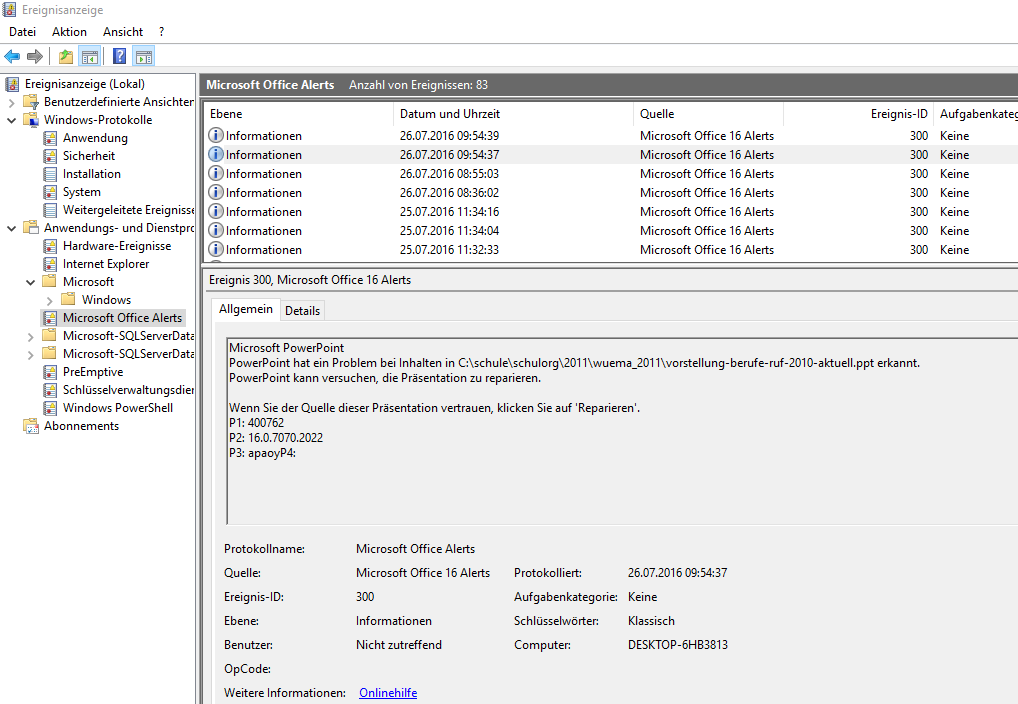 Ereignisanzeige
Datei Aktion Ansicht ?
Ereignisanzeige (Lokal)
Benutzerdefinierte Ansichten
Windows-Protokolle
Anwendung
Sicherheit
Installation
System
Weitergeleitete Ereignisse
Anwendungs- und Dienstpro
Hardware-Ereignisse
Internet Explorer
Microsoft
Windows
Microsoft Office Alerts
Microsoft-SQLServerData
Microsoft-SQLServerData
PreEmptive
Schlüsselverwaltungsdien
Windows PowerShell
Abonnements
Microsoft Office Alerts Anzahl von Ereignissen: 83
Ebene Datum und Uhrzeit Quelle Ereignis-ID Aufgabenkateg
Informationen 26.07.2016 09:54:39 Microsoft Office 16 Alerts 300 Keine
Informationen 26.07.2016 09:54:37 Microsoft Office 16 Alerts 300 Keine
Informationen 26.07.2016 08:55:03 Microsoft Office 16 Alerts 300 Keine
Informationen 26.07.2016 08:36:02 Microsoft Office 16 Alerts 300 Keine
Informationen 25.07.2016 11:34:16 Microsoft Office 16 Alerts 300 Keine
Informationen 25.07.2016 11:34:04 Microsoft Office 16 Alerts 300 Keine
Informationen 25.07.2016 11:32:33 Microsoft Office 16 Alerts 300 Keine
Ereignis 300, Microsoft Office 16 Alerts
Allgemein Details
Microsoft PowerPoint
PowerPoint hat ein Problem bei Inhalten in C:\schule\schulorg\2011\wuema_2011\vorstellung-berufe-ruf-2010-aktuell.ppt erkannt.
PowerPoint kann versuchen, die Präsentation zu reparieren.
Wenn Sie der Quelle dieser Präsentation vertrauen, klicken Sie auf 'Reparieren'.
P1: 400762
P2: 16.0.7070.2022
P3: apaoyP4:
Protokollname: Microsoft Office Alerts
Quelle: Microsoft Office 16 Alerts Protokolliert: 26.07.2016 09:54:37
Ereignis-ID: 300 Aufgabenkategorie: Keine
Ebene: Informationen Schlüsselwörter: Klassisch
Benutzer: Nicht zutreffend Computer: DESKTOP-6HB3813
OpCode:
Weitere Informationen: Onlinehilfe